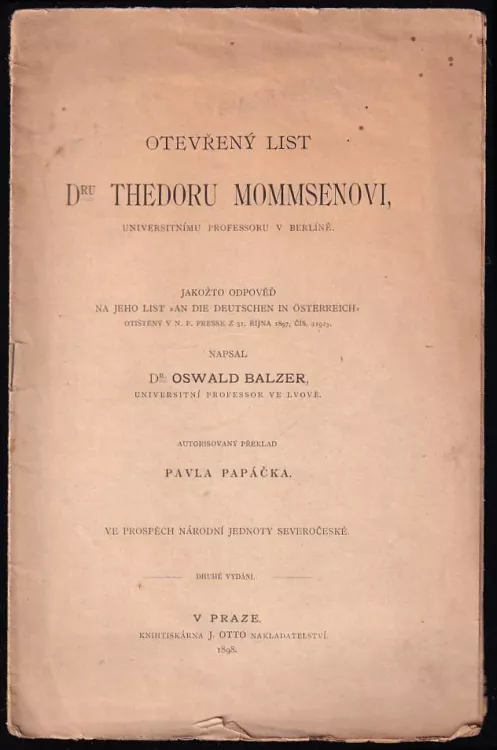 OTEVŘENÝ LIST
DRU THEDORU MOMMSENOVI,
UNIVERSITNÍMU PROFESSORU V BERLÍNĚ.
JAKOŽTO ODPOVĚĎ
NA JEHO LIST »AN DIE DEUTSCHEN IN ÖSTERREICH«
OTIŠTĚNÝ V N. F. PRESSE Z 31. ŘÍJNA 1897, ČÍS.
NAPSAL
DR. OSWALD BALZER,
UNIVERSITNÍ PROFESSOR VE LVOVĚ.
AUTORISOVANÝ PŘEKLAD
PAVLA PAPÁČKA.
VE PROSPĚCH NÁRODNÍ JEDNOTY SEVEROČESKÉ.
DRUHÉ VYDÁNÍ.
V PRAZE.
KNIHTISKÁRNA J. OTTO NAKLADATELSTVÍ.
1898.